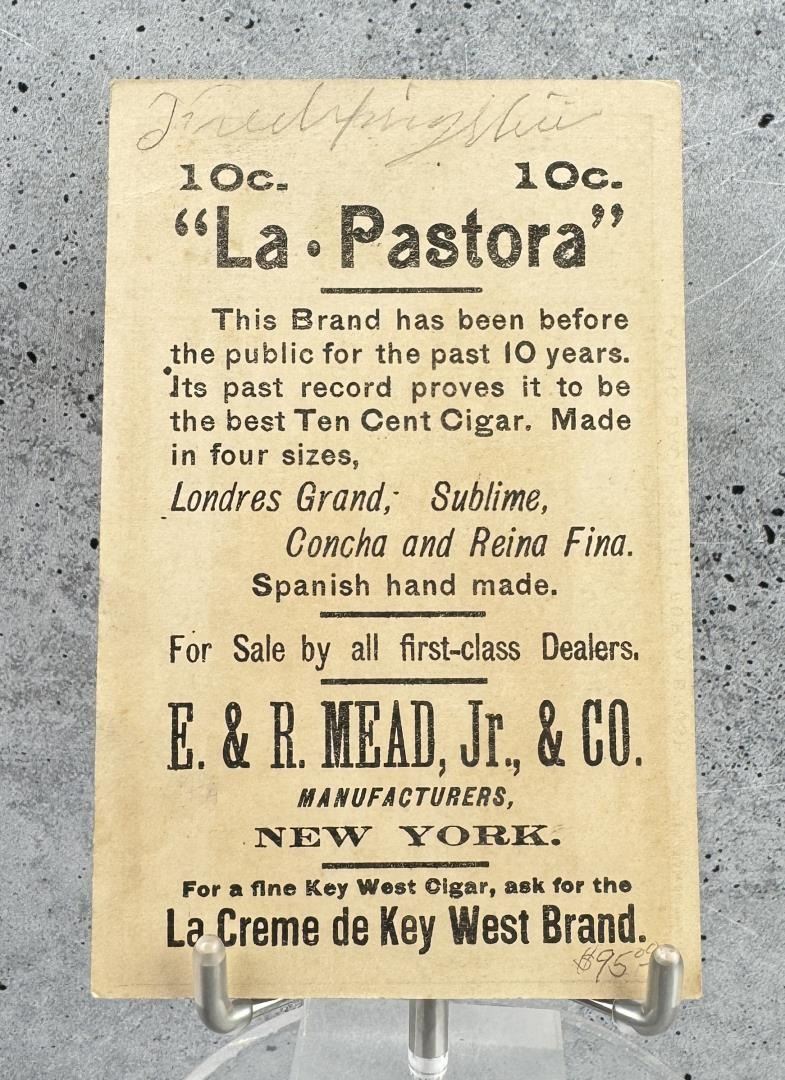 10c. 10c.
“La • Pastora”
This Brand has been before
the public for the past 10 years.
Its past record proves it to be
the best Ten Cent Cigar. Made
in four sizes,
Londres Grand, Sublime,
Concha and Reina Fina.
Spanish hand made.
For Sale by all first-class Dealers.
E. & R. MEAD, Jr., & CO.
MANUFACTURERS,
NEW YORK.
For a fine Key West Cigar, ask for the
La Creme de Key West Brand.
$95.00